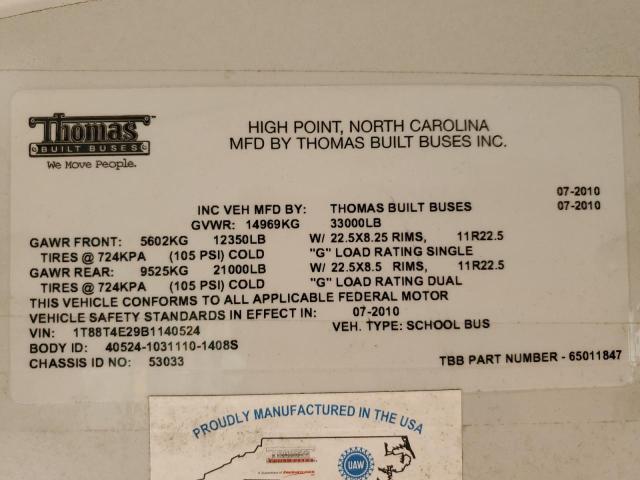 Thomas
BUILT BUSES
We Move People.
HIGH POINT, NORTH CAROLINA
MFD BY THOMAS BUILT BUSES INC.
07-2010
INC VEH MFD BY: THOMAS BUILT BUSES 07-2010
GVWR: 14969KG 33000LB
GAWR FRONT: 5602KG 12350LB W/ 22.5X8.25 RIMS, 11R22.5
TIRES @ 724KPA (105 PSI) COLD "G" LOAD RATING SINGLE
GAWR REAR: 9525KG 21000LB W/ 22.5X8.5 RIMS, 11R22.5
TIRES @ 724KPA (105 PSI) COLD "G" LOAD RATING DUAL
THIS VEHICLE CONFORMS TO ALL APPLICABLE FEDERAL MOTOR
VEHICLE SAFETY STANDARDS IN EFFECT IN: 07-2010
VIN: 1T88T4E29B1140524 VEH. TYPE: SCHOOL BUS
BODY ID: 40524-1031110-1408S
CHASSIS ID NO: 53033 TBB PART NUMBER - 65011847
PROUDLY MANUFACTURED IN THE USA
BUILT BUSES
UAW